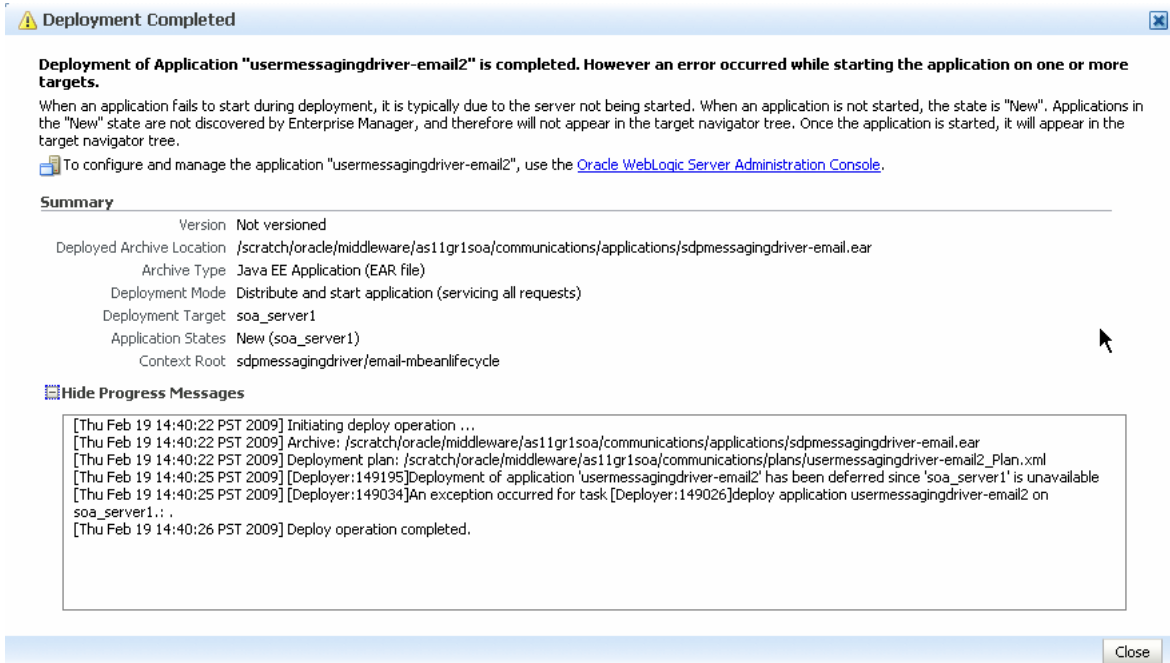 Deployment Completed
Deployment of Application "usermessagingdriver-email2" is completed. However an error occurred while starting the application on one or more
targets.
When an application fails to start during deployment, it is typically due to the server not being started. When an application is not started, the state is "New". Applications in
the "New" state are not discovered by Enterprise Manager, and therefore will not appear in the target navigator tree. Once the application is started, it will appear in the
target navigator tree.
To configure and manage the application "usermessagingdriver-email2", use the Oracle WebLogic Server Administration Console.
Summary
Version Not versioned
Deployed Archive Location /scratch/oracle/middleware/as11gr1soa/communications/applications/sdpmessagingdriver-email.ear
Archive Type Java EE Application (EAR file)
Deployment Mode Distribute and start application (servicing all requests)
Deployment Target soa_server1
Application States New (soa_server1)
Context Root sdpmessagingdriver/email-mbeanlifecycle
Hide Progress Messages
[Thu Feb 19 14:40:22 PST 2009] Initiating deploy operation ...
[Thu Feb 19 14:40:22 PST 2009] Archive: /scratch/oracle/middleware/as11gr1soa/communications/applications/sdpmessagingdriver-email.ear
[Thu Feb 19 14:40:22 PST 2009] Deployment plan: /scratch/oracle/middleware/as11gr1soa/communications/plans/usermessagingdriver-email2_Plan.xml
[Thu Feb 19 14:40:25 PST 2009] [Deployer:149195]Deployment of application 'usermessagingdriver-email2' has been deferred since 'soa_server1' is unavailable
[Thu Feb 19 14:40:25 PST 2009] [Deployer:149034]An exception occurred for task [Deployer:149026]deploy application usermessagingdriver-email2 on
soa_server1.: .
[Thu Feb 19 14:40:26 PST 2009] Deploy operation completed.
Close